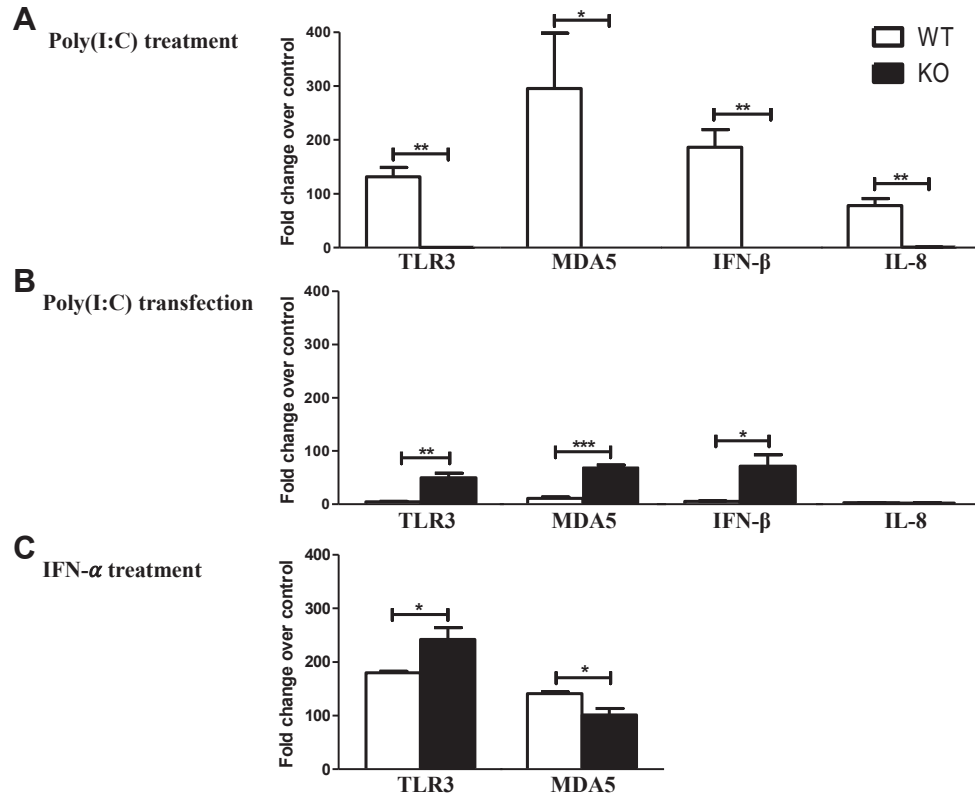 A
Poly(I:C) treatment
Fold change over control
400
300
200
100
0
**
*
**
**
TLR3
MDA5
IFN-β
IL-8
WT
KO
B
Poly(I:C) transfection
Fold change over control
400
300
200
100
0
**
***
*
TLR3
MDA5
IFN-β
IL-8
C
IFN-α treatment
Fold change over control
400
300
200
100
0
*
*
TLR3
MDA5